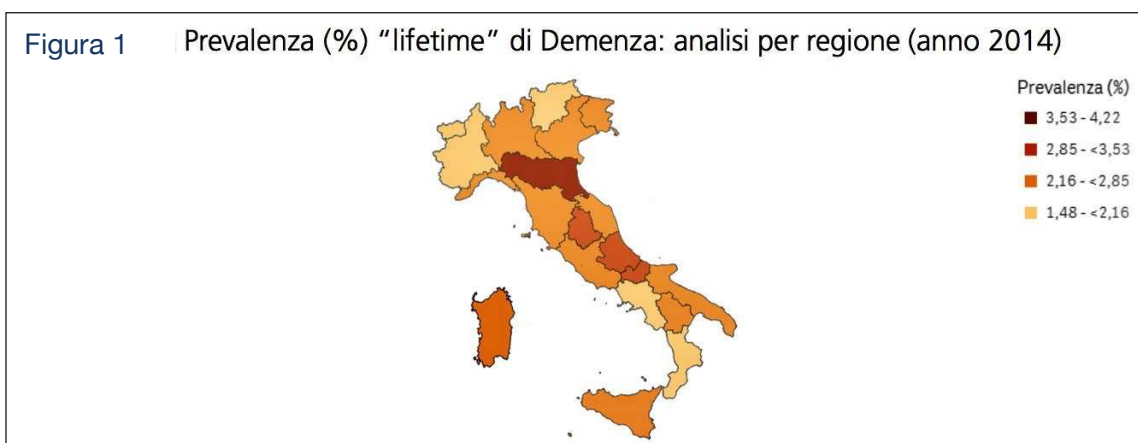 Figura 1 Prevalenza (%) “lifetime” di Demenza: analisi per regione (anno 2014)
Prevalenza (%)
3,53 - 4,22
2,85 - <3,53
2,16 - <2,85
1,48 - <2,16